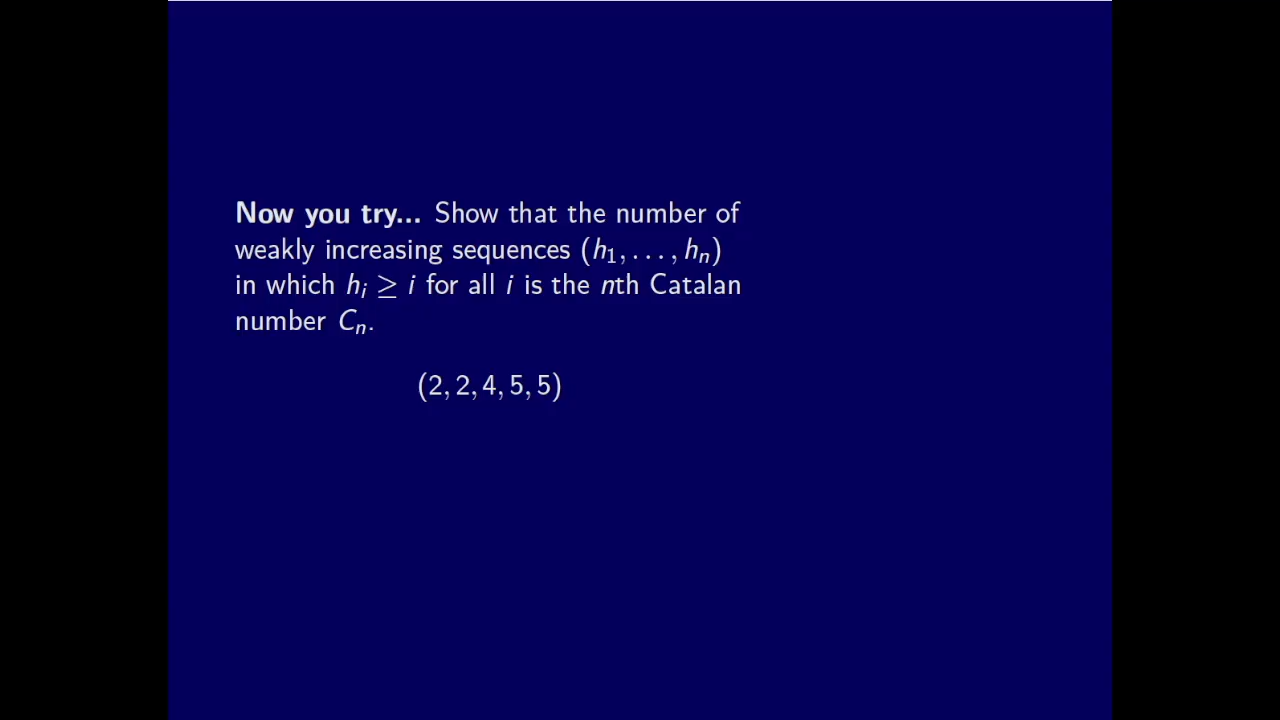 Now you try... Show that the number of
weakly increasing sequences (h₁, . . . , hₙ)
in which hᵢ ≥ i for all i is the nth Catalan
number Cₙ.
(2, 2, 4, 5, 5)